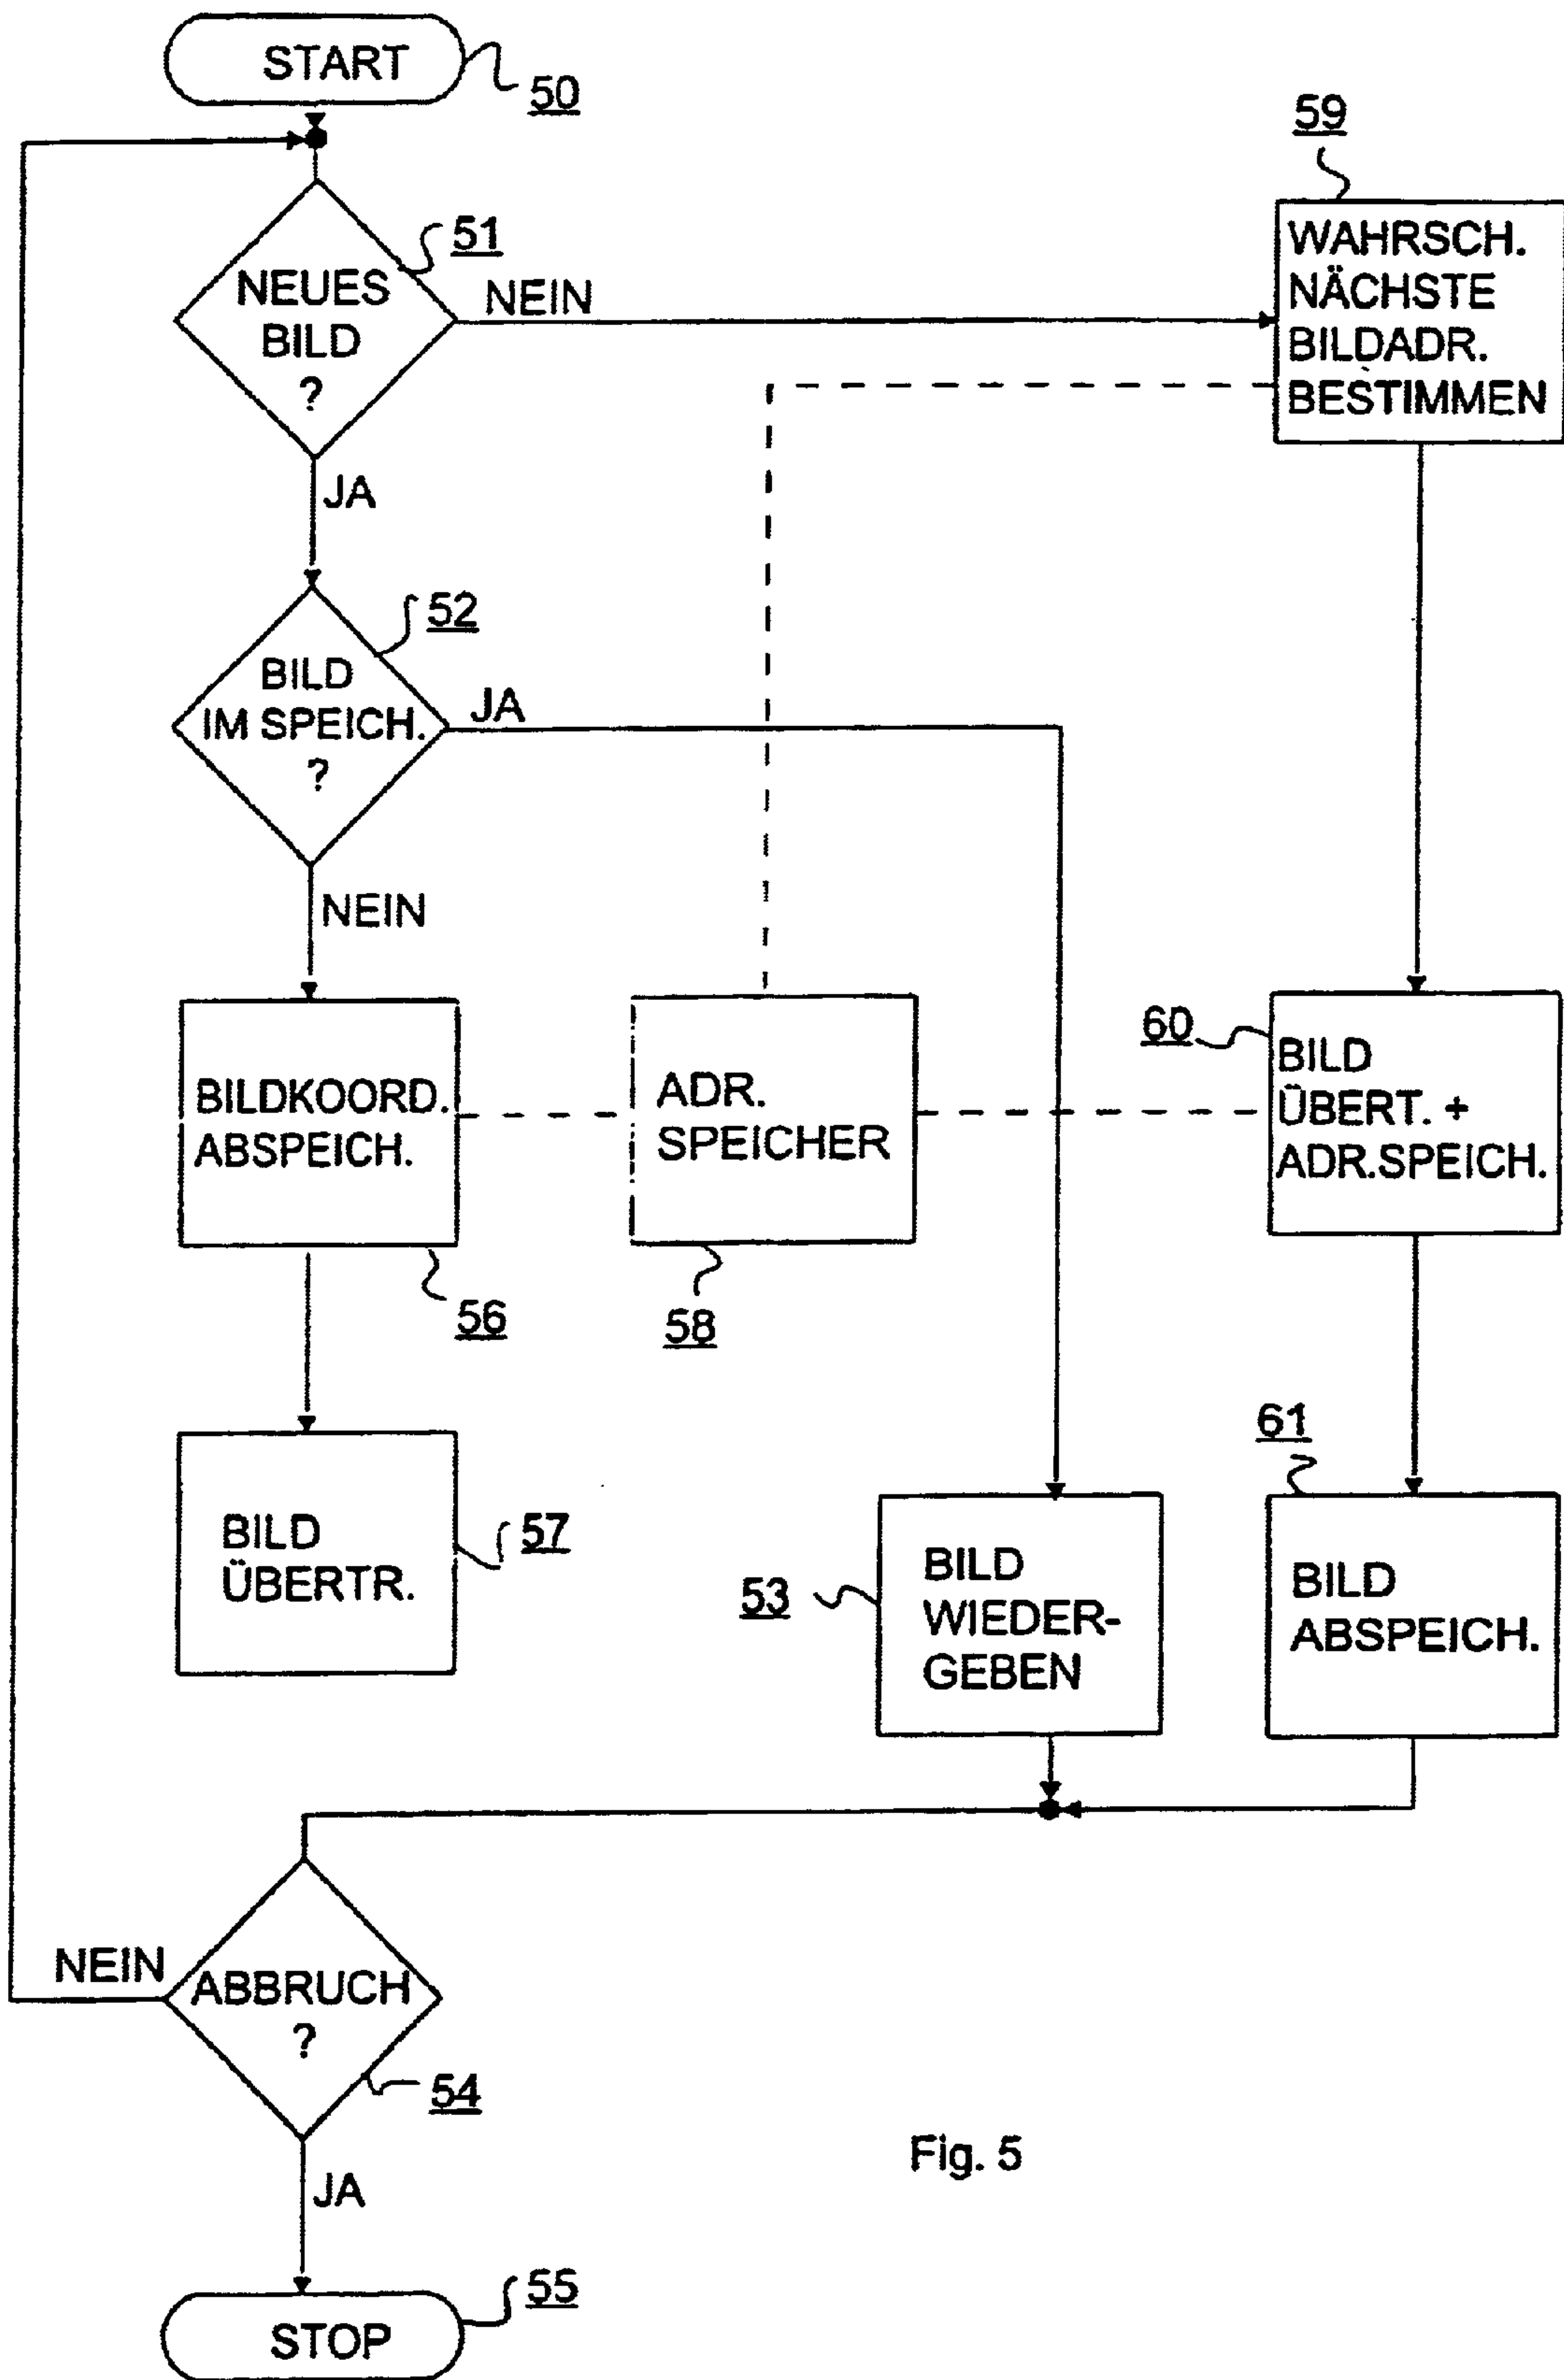 START
50
59
WAHRSCH.
NÄCHSTE
BILDADR.
BESTIMMEN
51
NEUES
BILD
?
NEIN
JA
52
BILD
IM SPEICH.
?
JA
NEIN
BILDKOORD.
ABSPEICH.
56
ADR.
SPEICHER
58
60
BILD
ÜBERT. +
ADR.SPEICH.
BILD
ÜBERTR.
57
53
BILD
WIEDER-
GEBEN
61
BILD
ABSPEICH.
NEIN
ABBRUCH
?
54
JA
Fig. 5
55
STOP